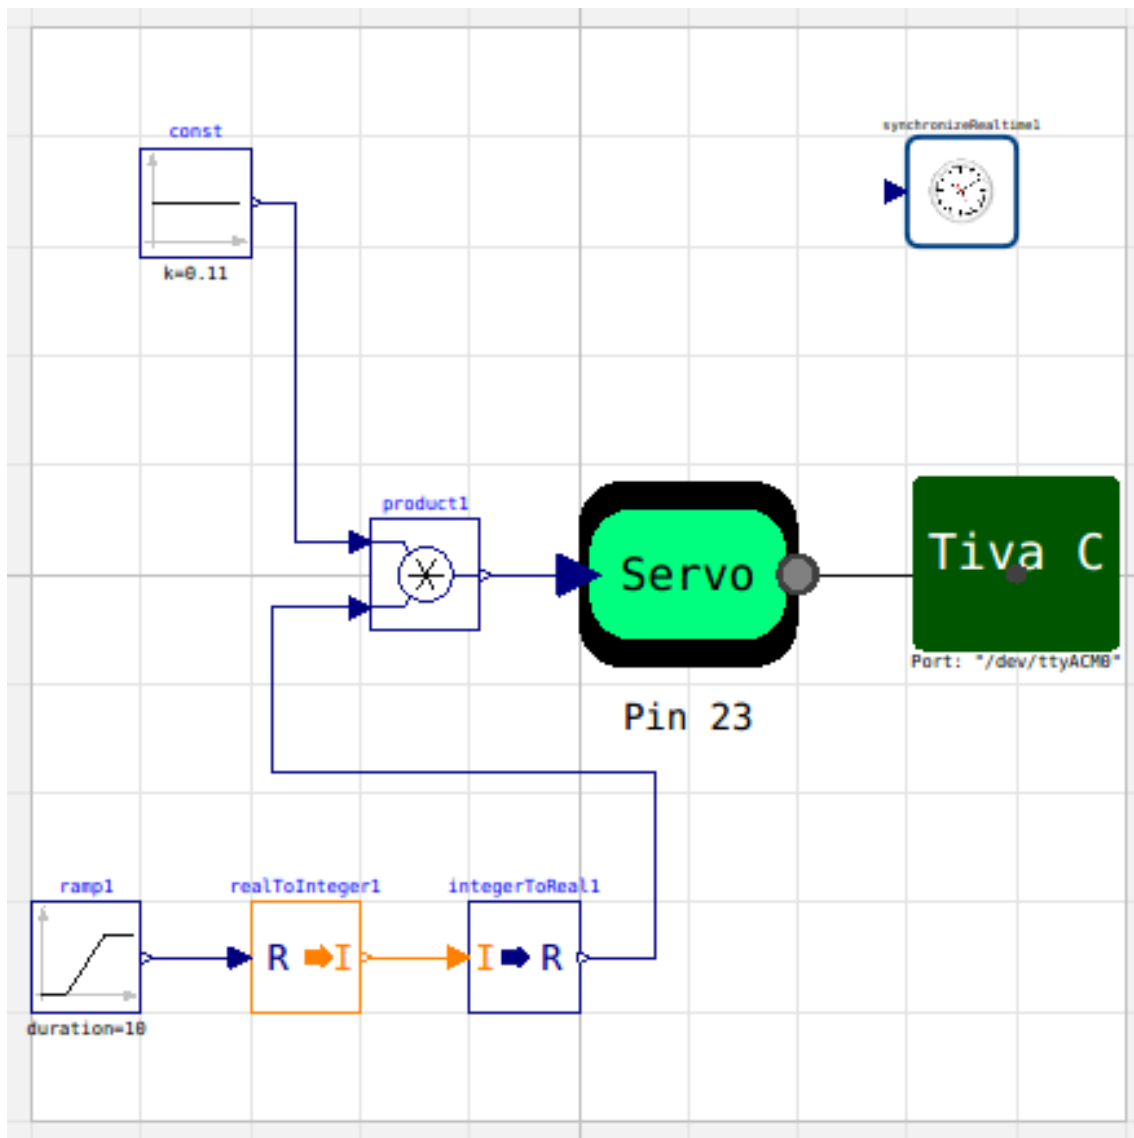 const
synchronizeRealtime1
k=0.11
product1
Servo
Tiva C
Port: "/dev/ttyACM0"
Pin 23
ramp1
realToInteger1
integerToReal1
R I
I R
duration=10